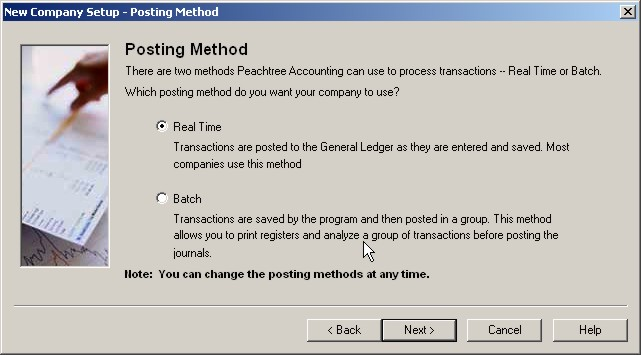 New Company Setup - Posting Method
Posting Method
There are two methods Peachtree Accounting can use to process transactions -- Real Time or Batch.
Which posting method do you want your company to use?
Real Time
Transactions are posted to the General Ledger as they are entered and saved. Most
companies use this method
Batch
Transactions are saved by the program and then posted in a group. This method
allows you to print registers and analyze a group of transactions before posting the
journals.
Note: You can change the posting methods at any time.
< Back
Next >
Cancel
Help